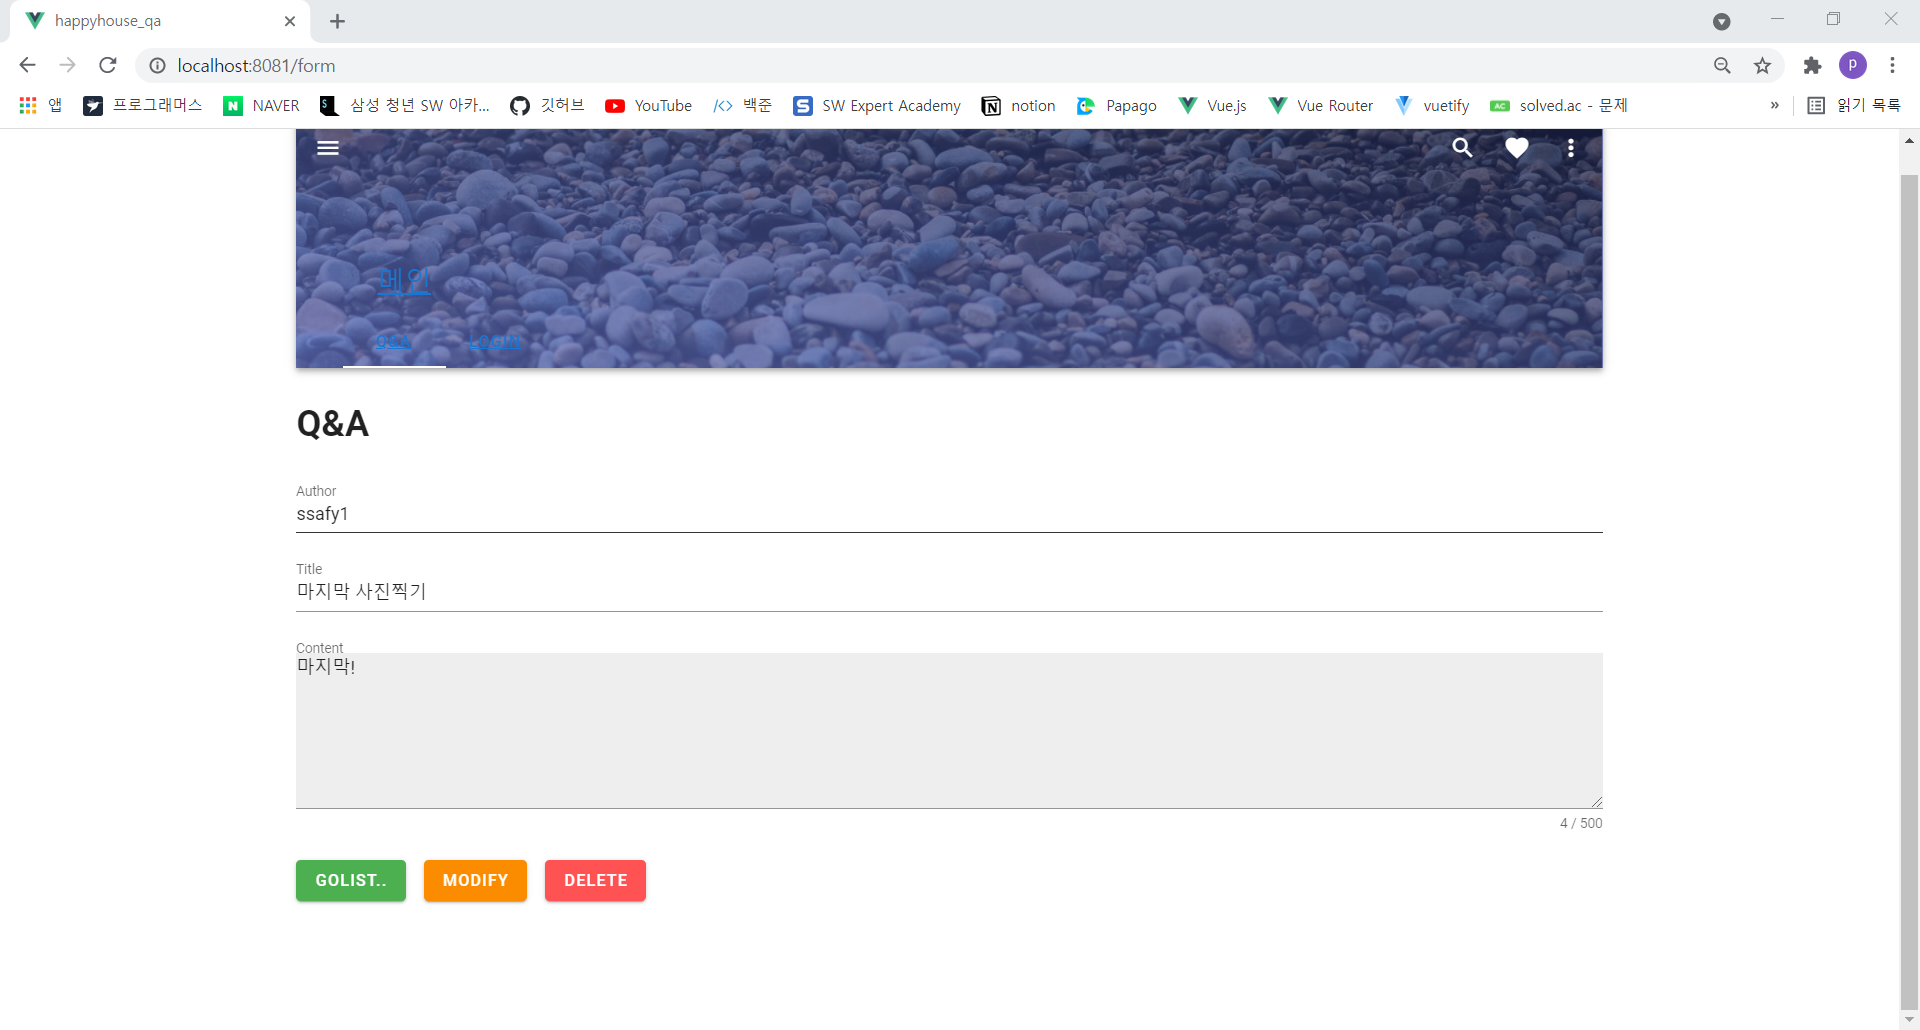 happyhouse_qa
localhost:8081/form
P
앱 프로그래머스 NAVER 삼성 청년 SW 아카... 깃허브 YouTube 백준 SW Expert Academy notion Papago Vue.js Vue Router vuetify solved.ac - 문제 » 읽기 목록
메인
Q&A LOGIN
Q&A
Author
ssafy1
Title
마지막 사진찍기
Content
마지막!
4 / 500
GOLIST.. MODIFY DELETE